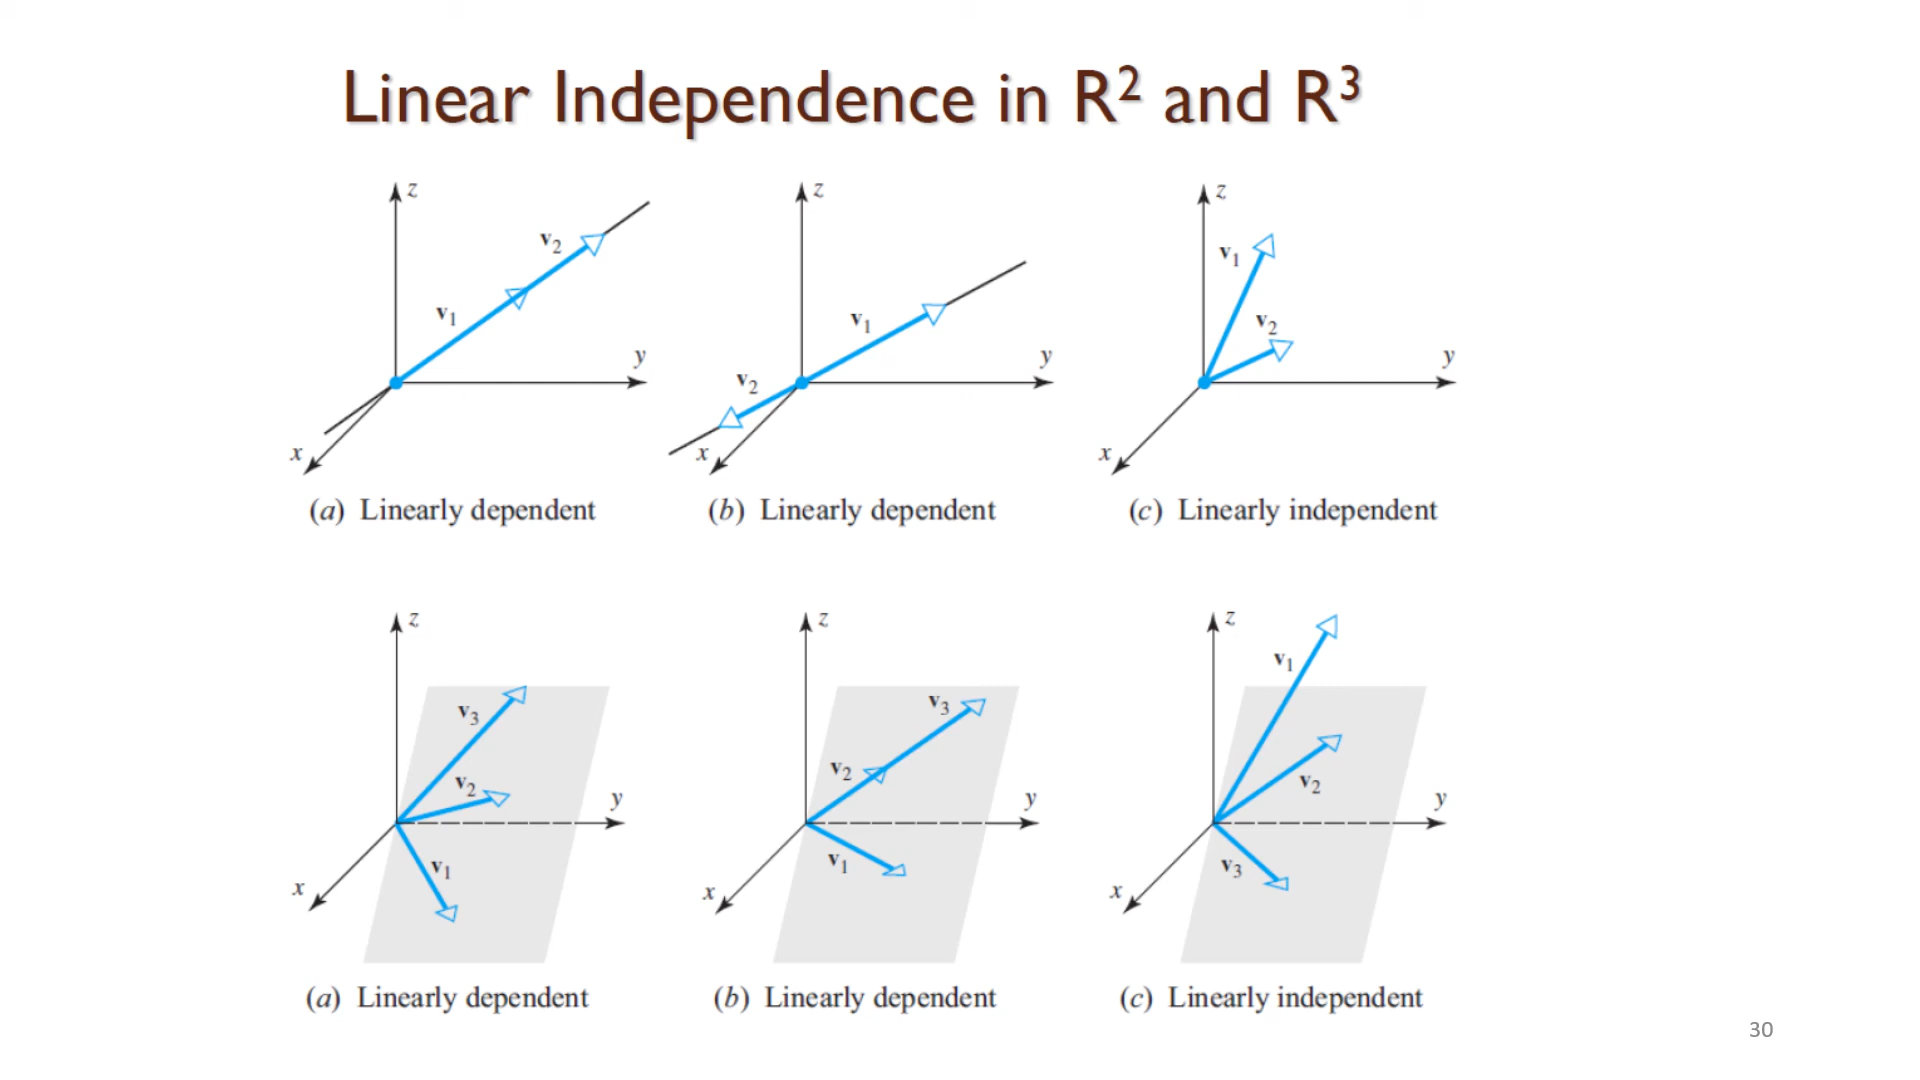 Linear Independence in R² and R³
z
z
z
v₂
v₁
v₁
v₂
y
v₁
v₂
y
y
x
x
x
(a) Linearly dependent
(b) Linearly dependent
(c) Linearly independent
z
z
z
v₃
v₂
v₁
y
v₃
v₂
v₁
y
v₁
v₂
v₃
y
x
x
x
(a) Linearly dependent
(b) Linearly dependent
(c) Linearly independent
30